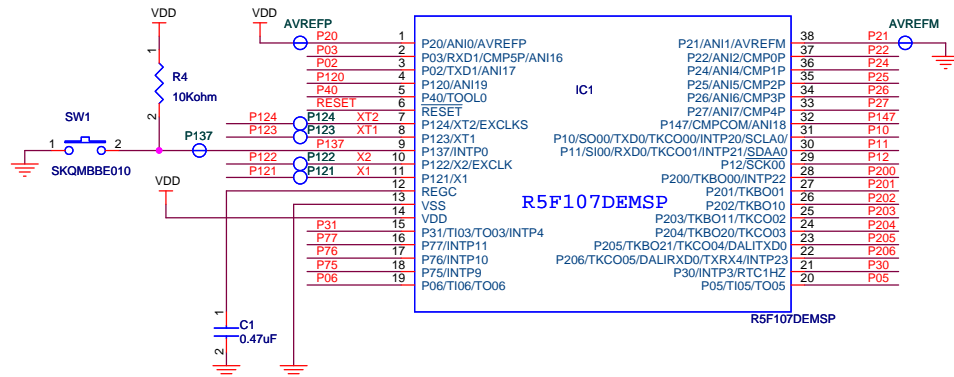 VDD
VDD
AVREFP
AVREFM
P20 1 P20/ANI0/AVREFP P21/ANI1/AVREFM 38 P21
P03 2 P03/RXD1/CMP5P/ANI16 P22/ANI2/CMP0P 37 P22
P02 3 P02/TXD1/ANI17 P24/ANI4/CMP1P 36 P24
P120 4 P120/ANI19 P25/ANI5/CMP2P 35 P25
P40 5 P40/TOOL0 P26/ANI6/CMP3P 34 P26
RESET 6 RESET P27/ANI7/CMP4P 33 P27
P124 P124 XT2 7 P124/XT2/EXCLKS P147/CMPCOM/ANI18 32 P147
P123 P123 XT1 8 P123/XT1 P10/SO00/TXD0/TKCO00/INTP20/SCLA0/ 31 P10
P137 P137 9 P137/INTP0 P11/SI00/RXD0/TKCO01/INTP21/SDAA0 30 P11
P122 P122 X2 10 P122/X2/EXCLK P12/SCK00 29 P12
P121 P121 X1 11 P121/X1 P200/TKBO00/INTP22 28 P200
12 REGC P201/TKBO01 27 P201
13 VSS P202/TKBO10 26 P202
14 VDD P203/TKBO11/TKCO02 25 P203
P31 15 P31/TI03/TO03/INTP4 P204/TKBO20/TKCO03 24 P204
P77 16 P77/INTP11 P205/TKBO21/TKCO04/DALITXD0 23 P205
P76 17 P76/INTP10 P206/TKCO05/DALIRXD0/TXRX4/INTP23 22 P206
P75 18 P75/INTP9 P30/INTP3/RTC1HZ 21 P30
P06 19 P06/TI06/TO06 P05/TI05/TO05 20 P05
IC1
R5F107DEMSP
R5F107DEMSP
1
R4
10Kohm
2
SW1
1 2
SKQMBBE010
VDD
1
C1
0.47uF
2